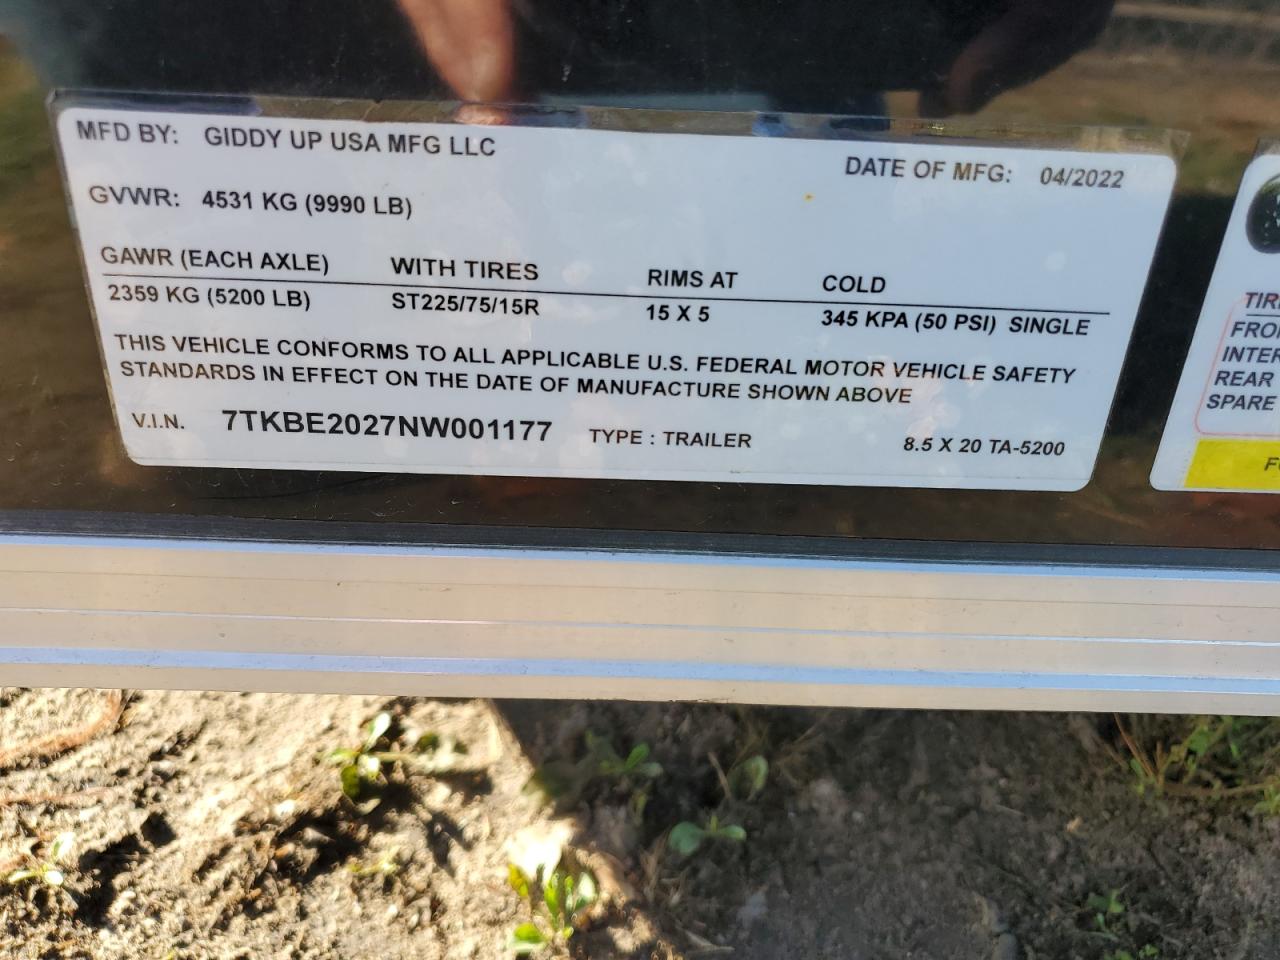 MFD BY: GIDDY UP USA MFG LLC
DATE OF MFG: 04/2022
GVWR: 4531 KG (9990 LB)
GAWR (EACH AXLE) WITH TIRES RIMS AT COLD
2359 KG (5200 LB) ST225/75/15R 15 X 5 345 KPA (50 PSI) SINGLE
THIS VEHICLE CONFORMS TO ALL APPLICABLE U.S. FEDERAL MOTOR VEHICLE SAFETY
STANDARDS IN EFFECT ON THE DATE OF MANUFACTURE SHOWN ABOVE
V.I.N. 7TKBE2027NW001177 TYPE : TRAILER 8.5 X 20 TA-5200
REAR
SPARE